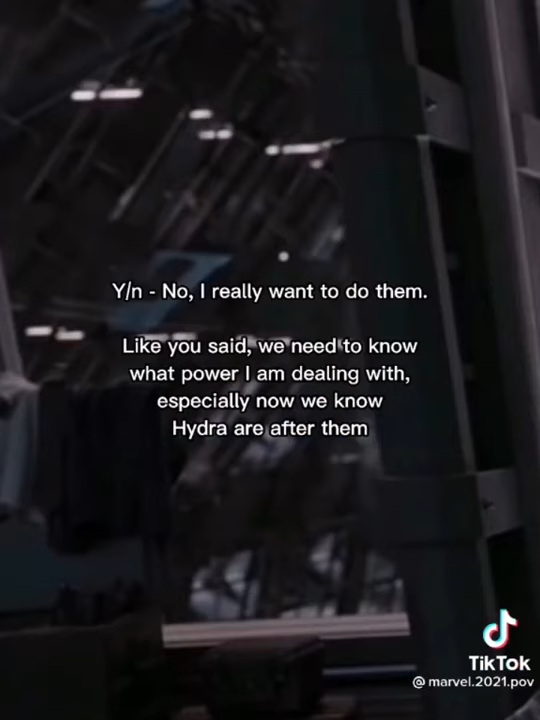 Y/n - No, I really want to do them.
Like you said, we need to know
what power I am dealing with,
especially now we know
Hydra are after them
TikTok
@ marvel.2021.pov